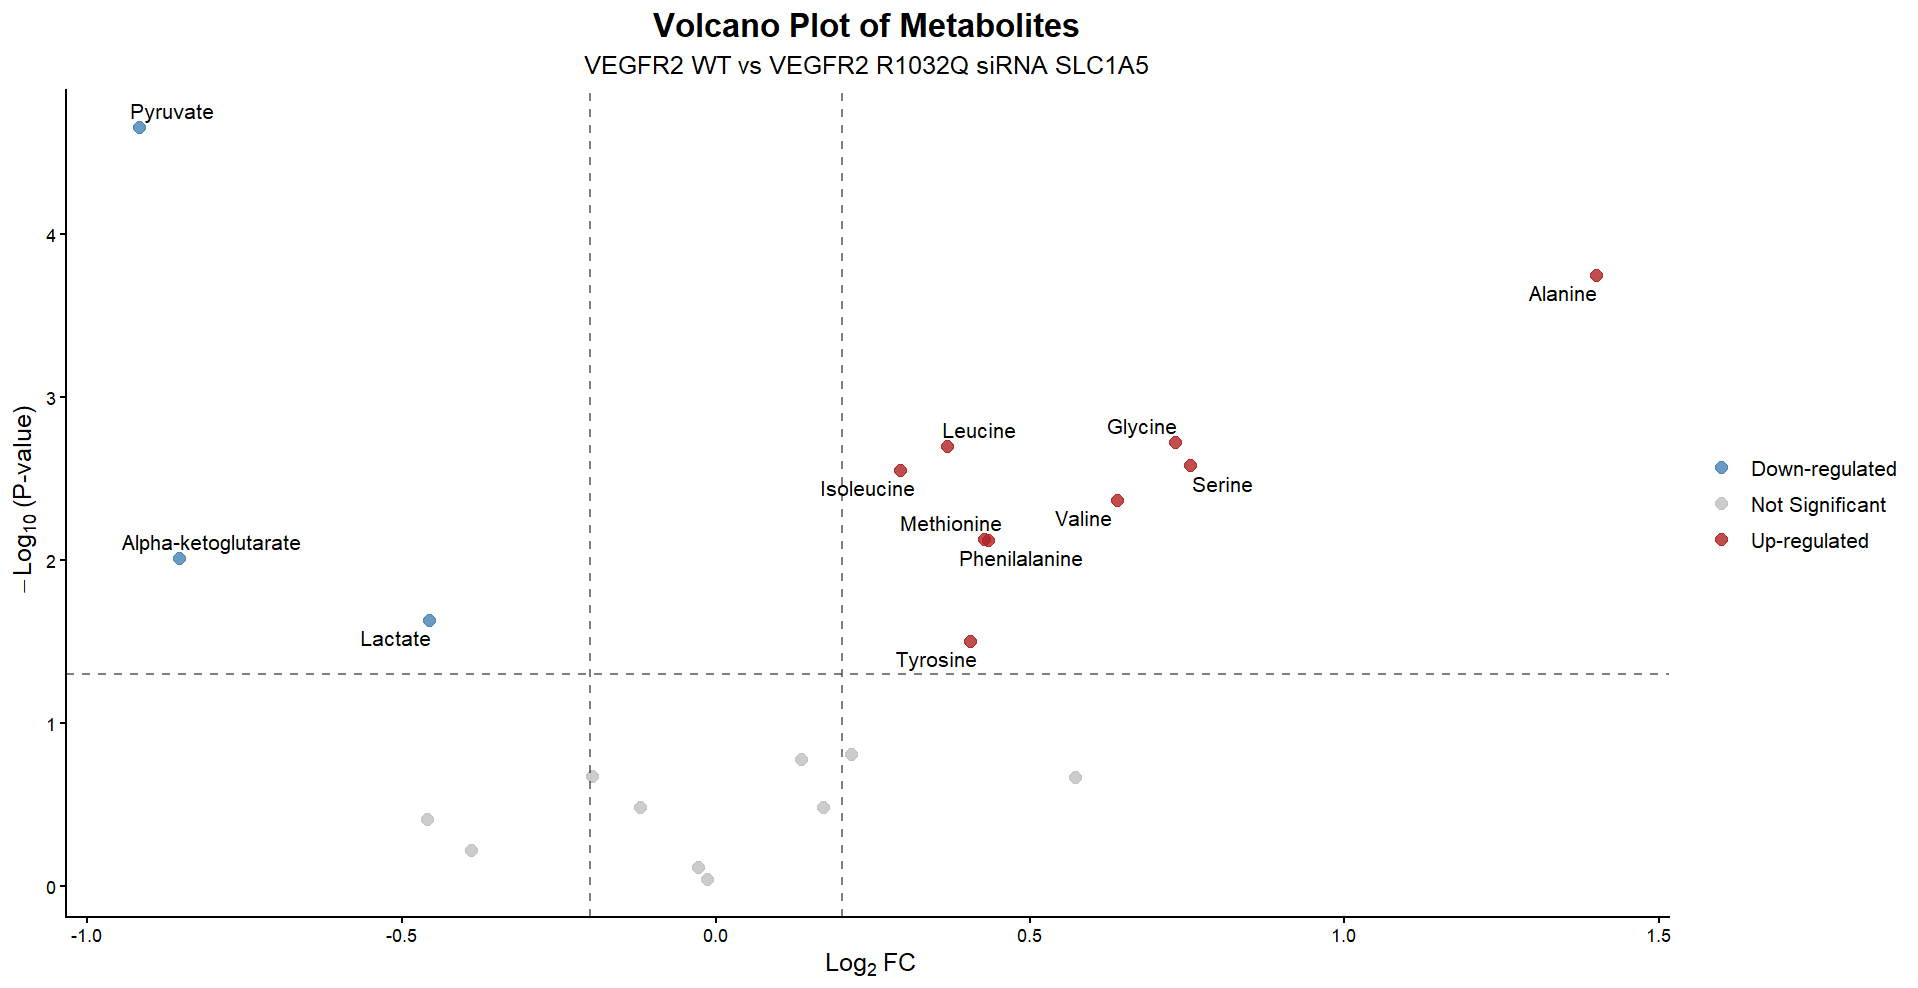 Volcano Plot of Metabolites
VEGFR2 WT vs VEGFR2 R1032Q siRNA SLC1A5
Pyruvate
4
Alanine
3
Leucine
Glycine
Isoleucine
Serine
Valine
Methionine
Phenilalanine
Alpha-ketoglutarate
2
Lactate
Tyrosine
1
0
−Log10 (P-value)
Down-regulated
Not Significant
Up-regulated
-1.0 -0.5 0.0 0.5 1.0 1.5
Log2 FC